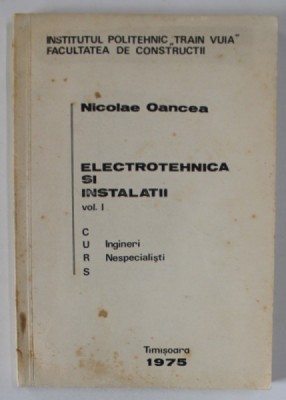 INSTITUTUL POLITEHNIC „TRAIN VUIA"
FACULTATEA DE CONSTRUCTII
Nicolae Oancea
ELECTROTEHNICA
SI
INSTALATII
vol. I
C
U Ingineri
R Nespecialişti
S
Timişoara
1975